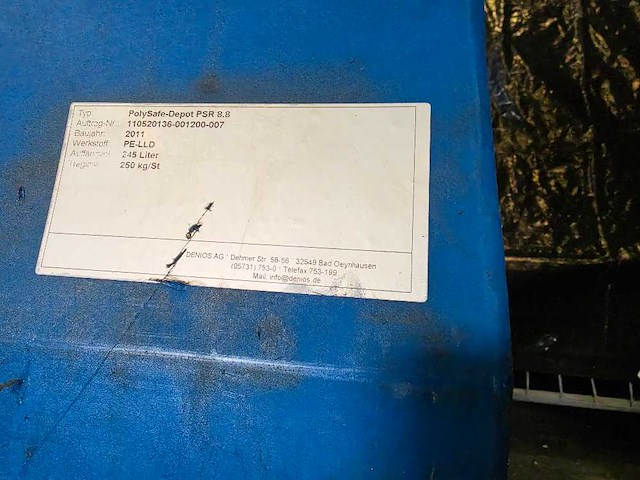 Typ: PolySafe-Depot PSR 8.8
Auftrag-Nr.: 110520136-001200-007
Baujahr: 2011
Werkstoff: PE-LLD
245 Liter
250 kg/St
DENIOS AG * Dehmer Str. 58-66 * 32549 Bad Oeynhausen
(05731) 753-0 * Telefax 753-199
Mail: info@denios.de